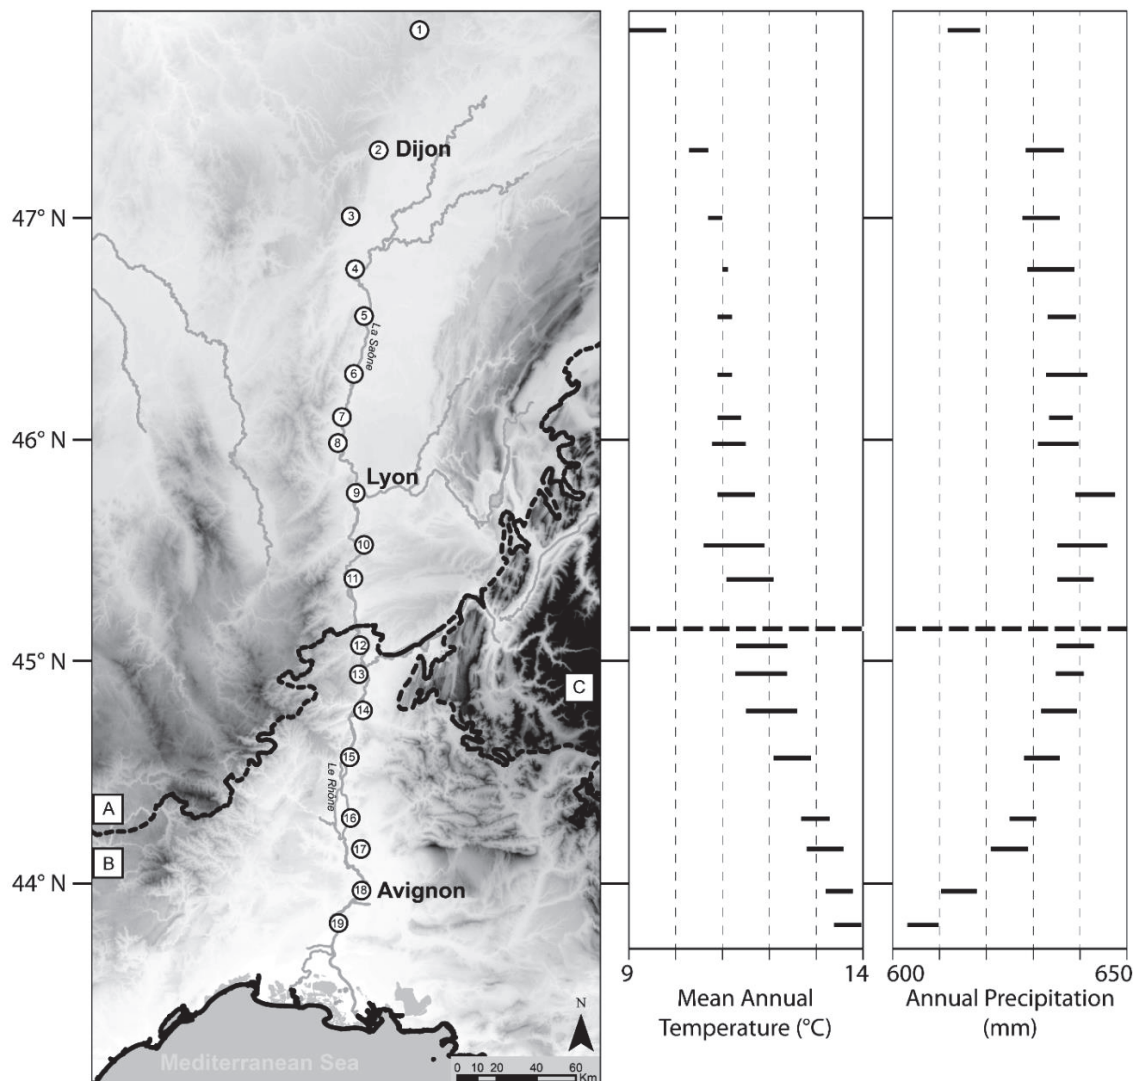 1
2 Dijon
47° N
3
4
5
La Saône
6
7
46° N
8
Lyon
9
10
11
12
45° N
13
C
14
15
Le Rhône
A
16
B
17
44° N
18 Avignon
19
N
Mediterranean Sea
0 10 20 40 60
Km
9 14
Mean Annual
Temperature (°C)
600 650
Annual Precipitation
(mm)